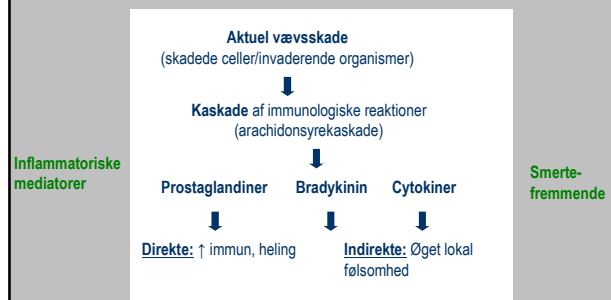 Aktuel vævsskade
(skadede celler/invaderende organismer)
Kaskade af immunologiske reaktioner
(arachidonsyrekaskade)
Inflammatoriske
mediatorer
Prostaglandiner Bradykinin Cytokiner
Smerte-
fremmende
Direkte: ↑ immun, heling
Indirekte: Øget lokal
følsomhed